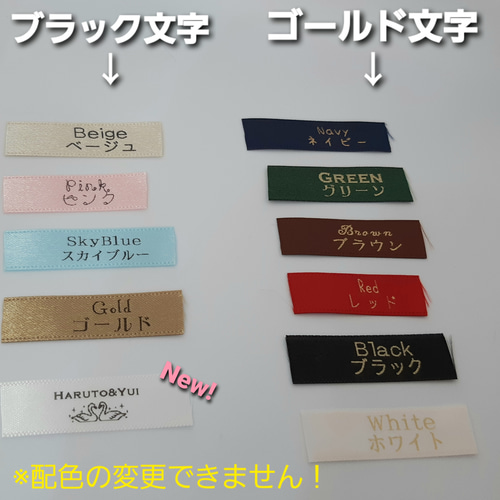 ブラック文字
↓
Beige
ベージュ
Pink
ピンク
SkyBlue
スカイブルー
Gold
ゴールド
New!
HARUTO&YUI
ゴールド文字
↓
Navy
ネイビー
GREEN
グリーン
Brown
ブラウン
Red
レッド
Black
ブラック
White
ホワイト
※配色の変更できません！